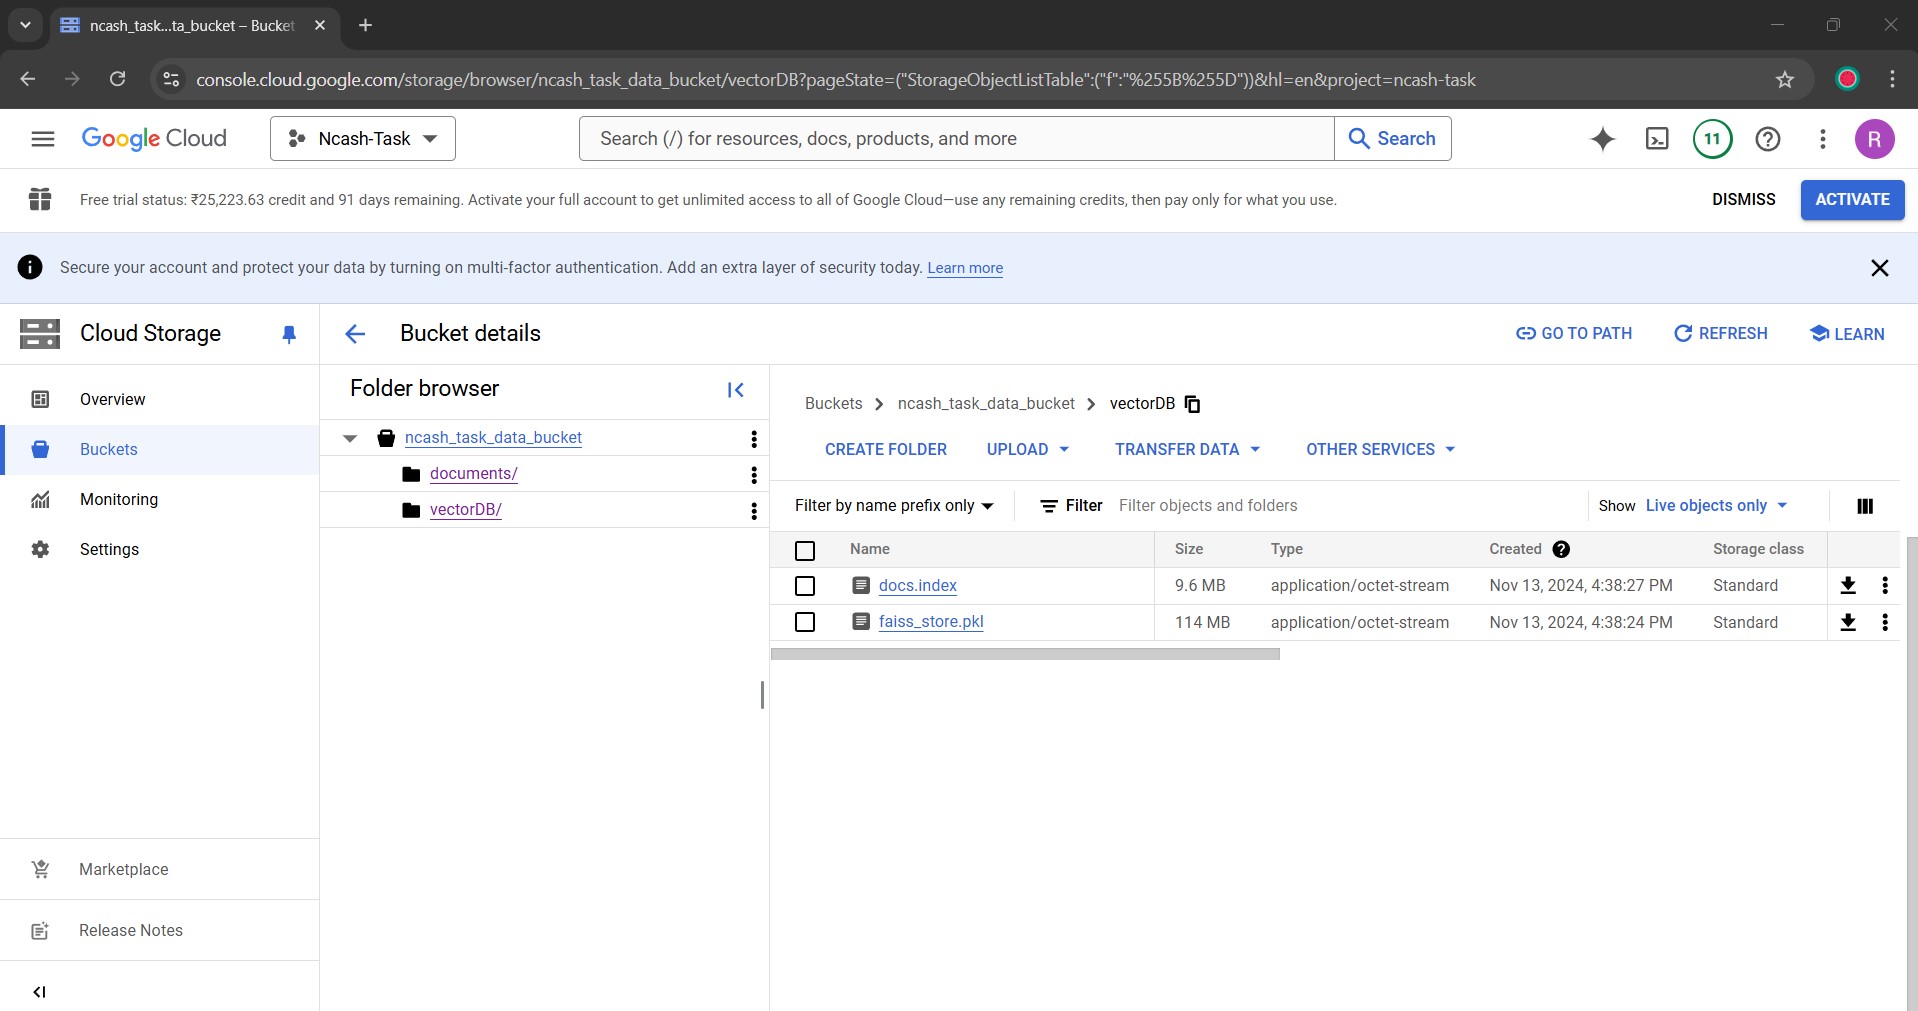 ncash_task...ta_bucket – Bucket
console.cloud.google.com/storage/browser/ncash_task_data_bucket/vectorDB?pageState=("StorageObjectListTable":("f":"%255B%255D"))&hl=en&project=ncash-task
Google Cloud
Ncash-Task
Search (/) for resources, docs, products, and more
Search
11
R
Free trial status: ₹25,223.63 credit and 91 days remaining. Activate your full account to get unlimited access to all of Google Cloud—use any remaining credits, then pay only for what you use.
DISMISS
ACTIVATE
Secure your account and protect your data by turning on multi-factor authentication. Add an extra layer of security today. Learn more
Cloud Storage
Bucket details
GO TO PATH
REFRESH
LEARN
Overview
Buckets
Monitoring
Settings
Marketplace
Release Notes
Folder browser
ncash_task_data_bucket
documents/
vectorDB/
Buckets
ncash_task_data_bucket
vectorDB
CREATE FOLDER
UPLOAD
TRANSFER DATA
OTHER SERVICES
Filter by name prefix only
Filter
Filter objects and folders
Show Live objects only
Name Size Type Created Storage class
docs.index 9.6 MB application/octet-stream Nov 13, 2024, 4:38:27 PM Standard
faiss_store.pkl 114 MB application/octet-stream Nov 13, 2024, 4:38:24 PM Standard